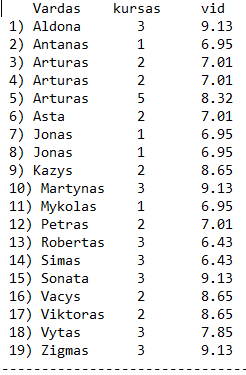 Vardas kursas vid
1) Aldona 3 9.13
2) Antanas 1 6.95
3) Arturas 2 7.01
4) Arturas 2 7.01
5) Arturas 5 8.32
6) Asta 2 7.01
7) Jonas 1 6.95
8) Jonas 1 6.95
9) Kazys 2 8.65
10) Martynas 3 9.13
11) Mykolas 1 6.95
12) Petras 2 7.01
13) Robertas 3 6.43
14) Simas 3 6.43
15) Sonata 3 9.13
16) Vacys 2 8.65
17) Viktoras 2 8.65
18) Vytas 3 7.85
19) Zigmas 3 9.13
-------------------------------